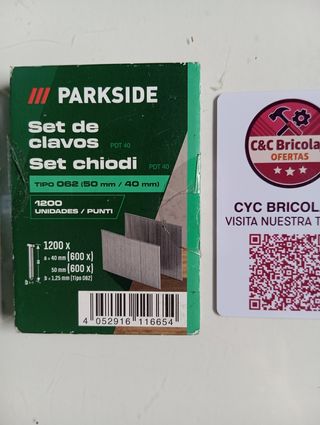 PARKSIDE
Set de
clavos PDT 40
Set chiodi PDT 40
TIPO 062 (50 mm / 40 mm)
1200
UNIDADES / PUNTI
1200 x
a = 40 mm (600 x)
50 mm (600 x)
b = 1,25 mm (Tipo 062)
a
b
4 052916 116654
C&C Bricola
OFERTAS
CYC BRICOL
VISITA NUESTRA T